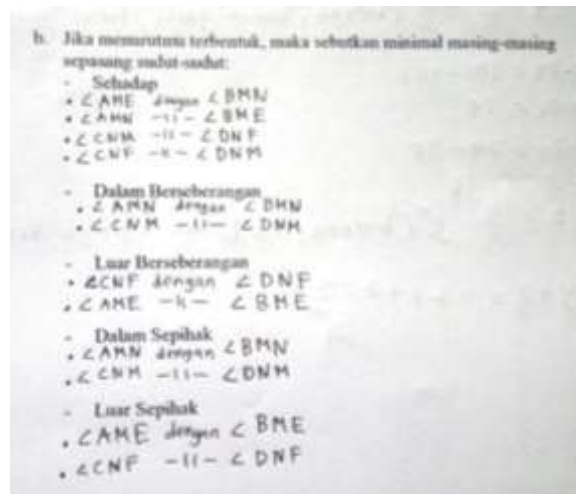 b. Jika menurutmu terbentuk, maka sebutkan minimal masing-masing
sepasang sudut-sudut:
- Sehadap
• ∠AME dengan ∠BMN
• ∠AMN -11- ∠BME
• ∠CNM -11- ∠DNF
• ∠CNF -11- ∠DNM
- Dalam Berseberangan
• ∠AMN dengan ∠DMN
• ∠CNM -11- ∠DNM
- Luar Berseberangan
• ∠CNF dengan ∠DNF
• ∠AME -11- ∠BME
- Dalam Sepihak
• ∠AMN dengan ∠BMN
• ∠CNM -11- ∠DNM
- Luar Sepihak
• ∠AME dengan ∠BME
• ∠CNF -11- ∠DNF